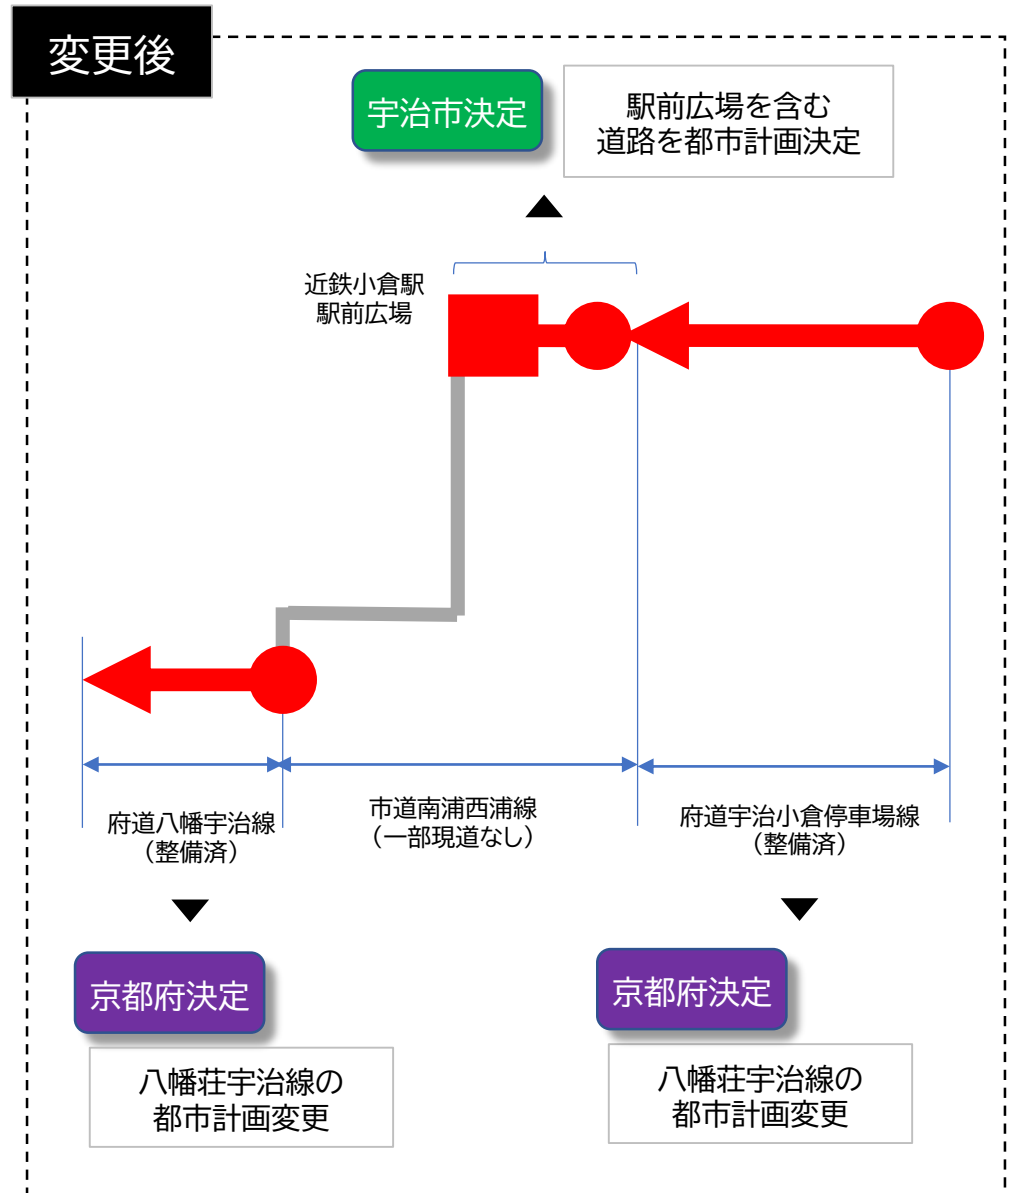 変更後
宇治市決定
駅前広場を含む
道路を都市計画決定
近鉄小倉駅
駅前広場
府道八幡宇治線
（整備済）
市道南浦西浦線
（一部現道なし）
府道宇治小倉停車場線
（整備済）
京都府決定
八幡荘宇治線の
都市計画変更
京都府決定
八幡荘宇治線の
都市計画変更